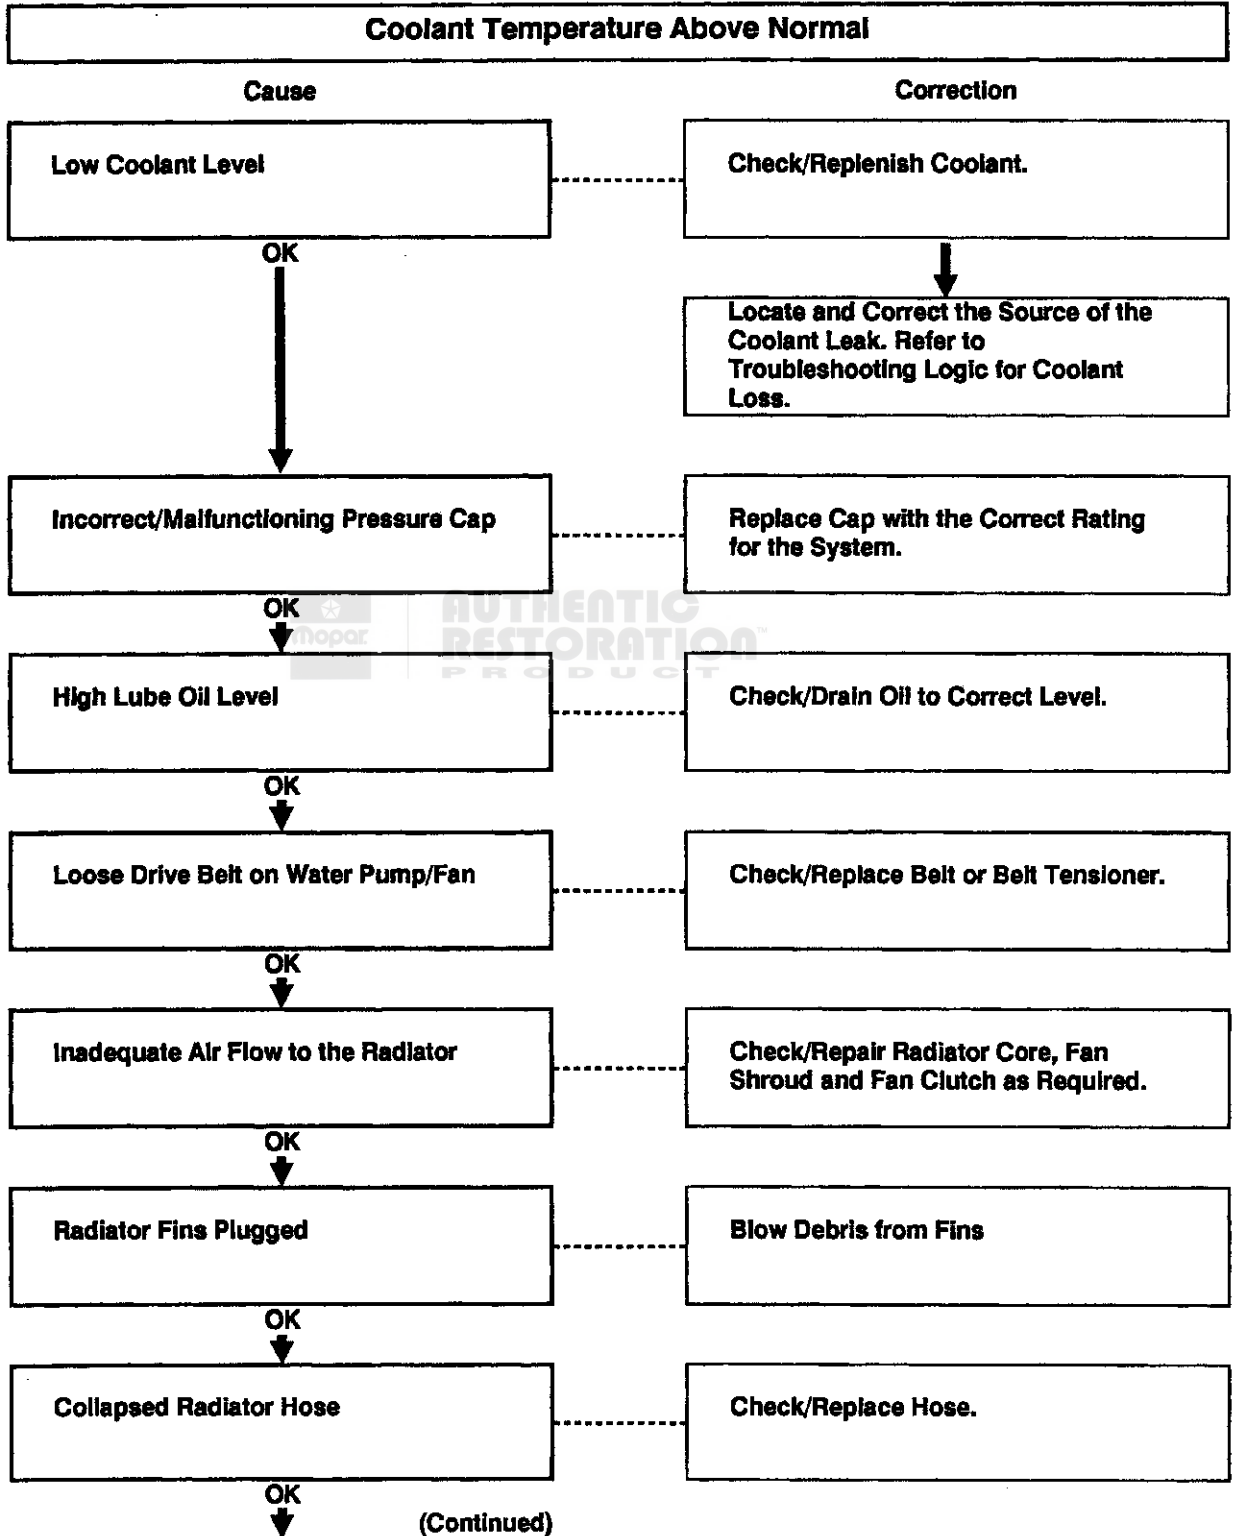 Coolant Temperature Above Normal
Cause
Correction
Low Coolant Level
Check/Replenish Coolant.
OK
Locate and Correct the Source of the
Coolant Leak. Refer to
Troubleshooting Logic for Coolant
Loss.
Incorrect/Malfunctioning Pressure Cap
Replace Cap with the Correct Rating
for the System.
OK
Mopar
AUTHENTIC
RESTORATION™
PRODUCT
High Lube Oil Level
Check/Drain Oil to Correct Level.
OK
Loose Drive Belt on Water Pump/Fan
Check/Replace Belt or Belt Tensioner.
OK
Inadequate Air Flow to the Radiator
Check/Repair Radiator Core, Fan
Shroud and Fan Clutch as Required.
OK
Radiator Fins Plugged
Blow Debris from Fins
OK
Collapsed Radiator Hose
Check/Replace Hose.
OK
(Continued)